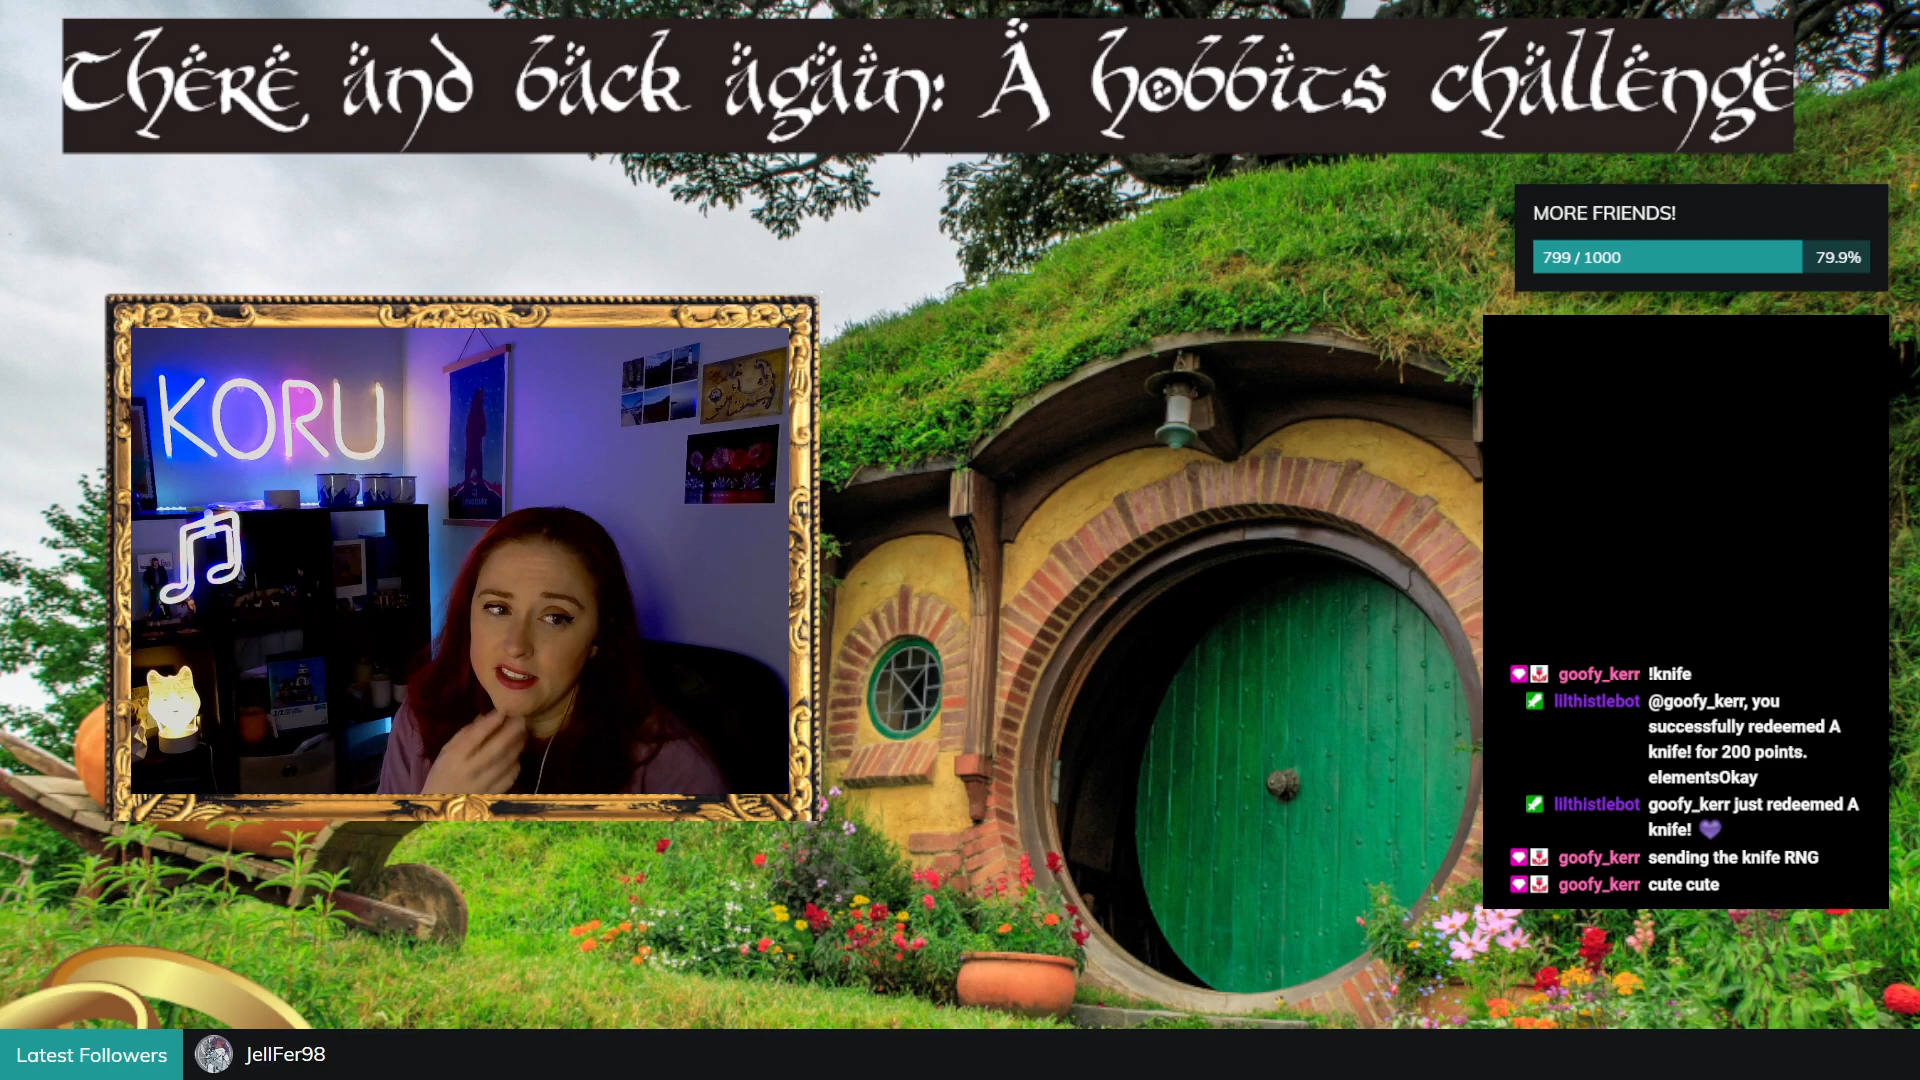 There and back again: A hobbits challenge
MORE FRIENDS!
799 / 1000 79.9%
KORU
goofy_kerr !knife
lilthistlebot @goofy_kerr, you
successfully redeemed A
knife! for 200 points.
elementsOkay
lilthistlebot goofy_kerr just redeemed A
knife!
goofy_kerr sending the knife RNG
goofy_kerr cute cute
Latest Followers JellFer98